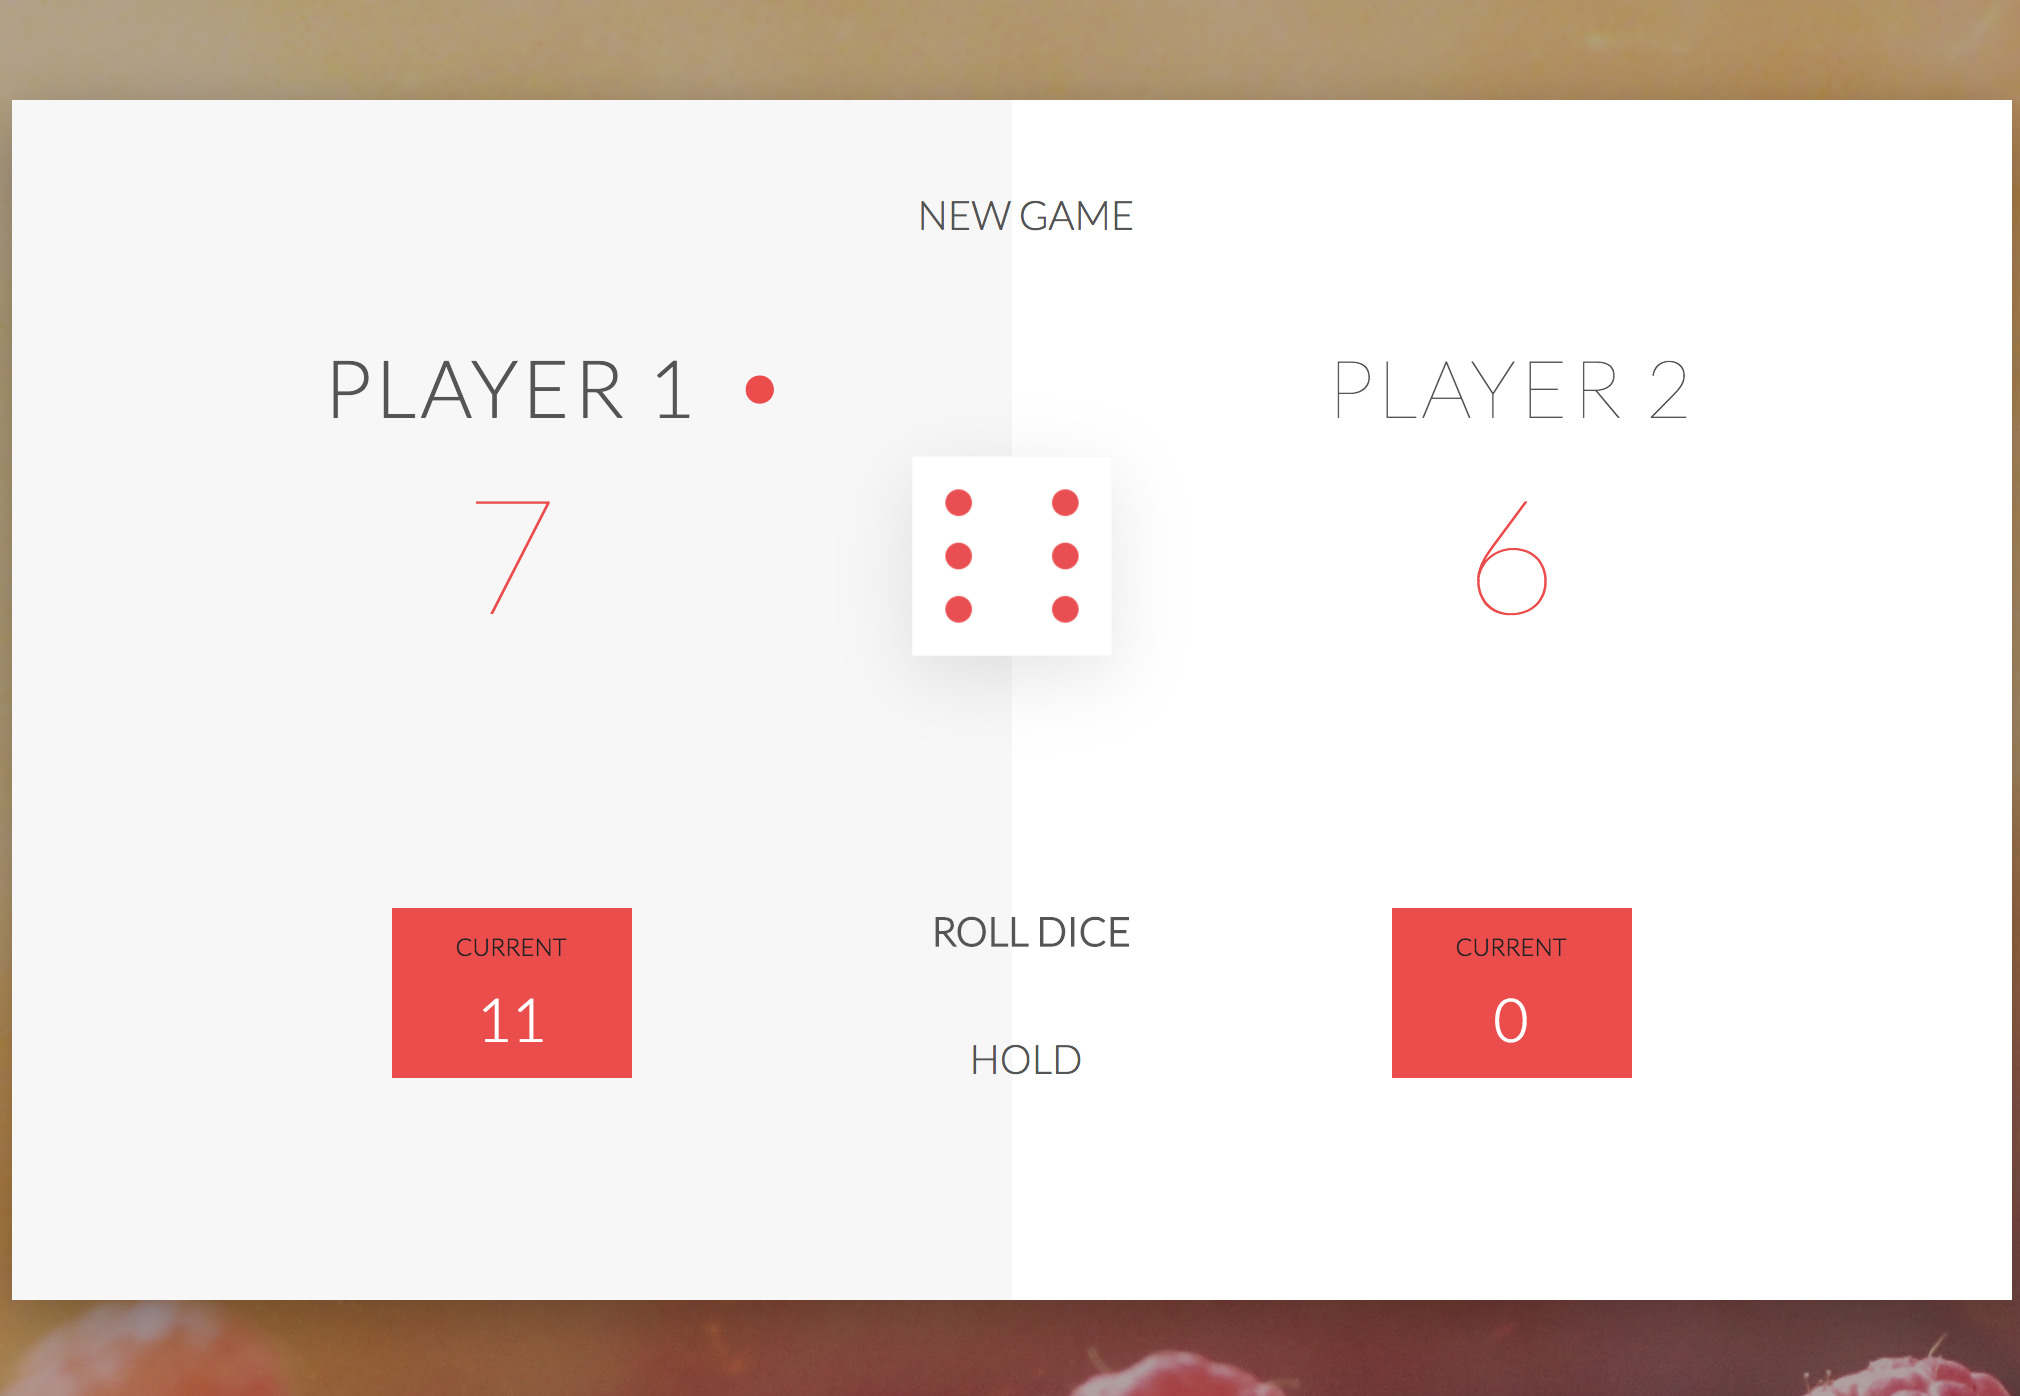 NEW GAME
PLAYER 1
7
PLAYER 2
6
CURRENT
11
ROLL DICE
HOLD
CURRENT
0